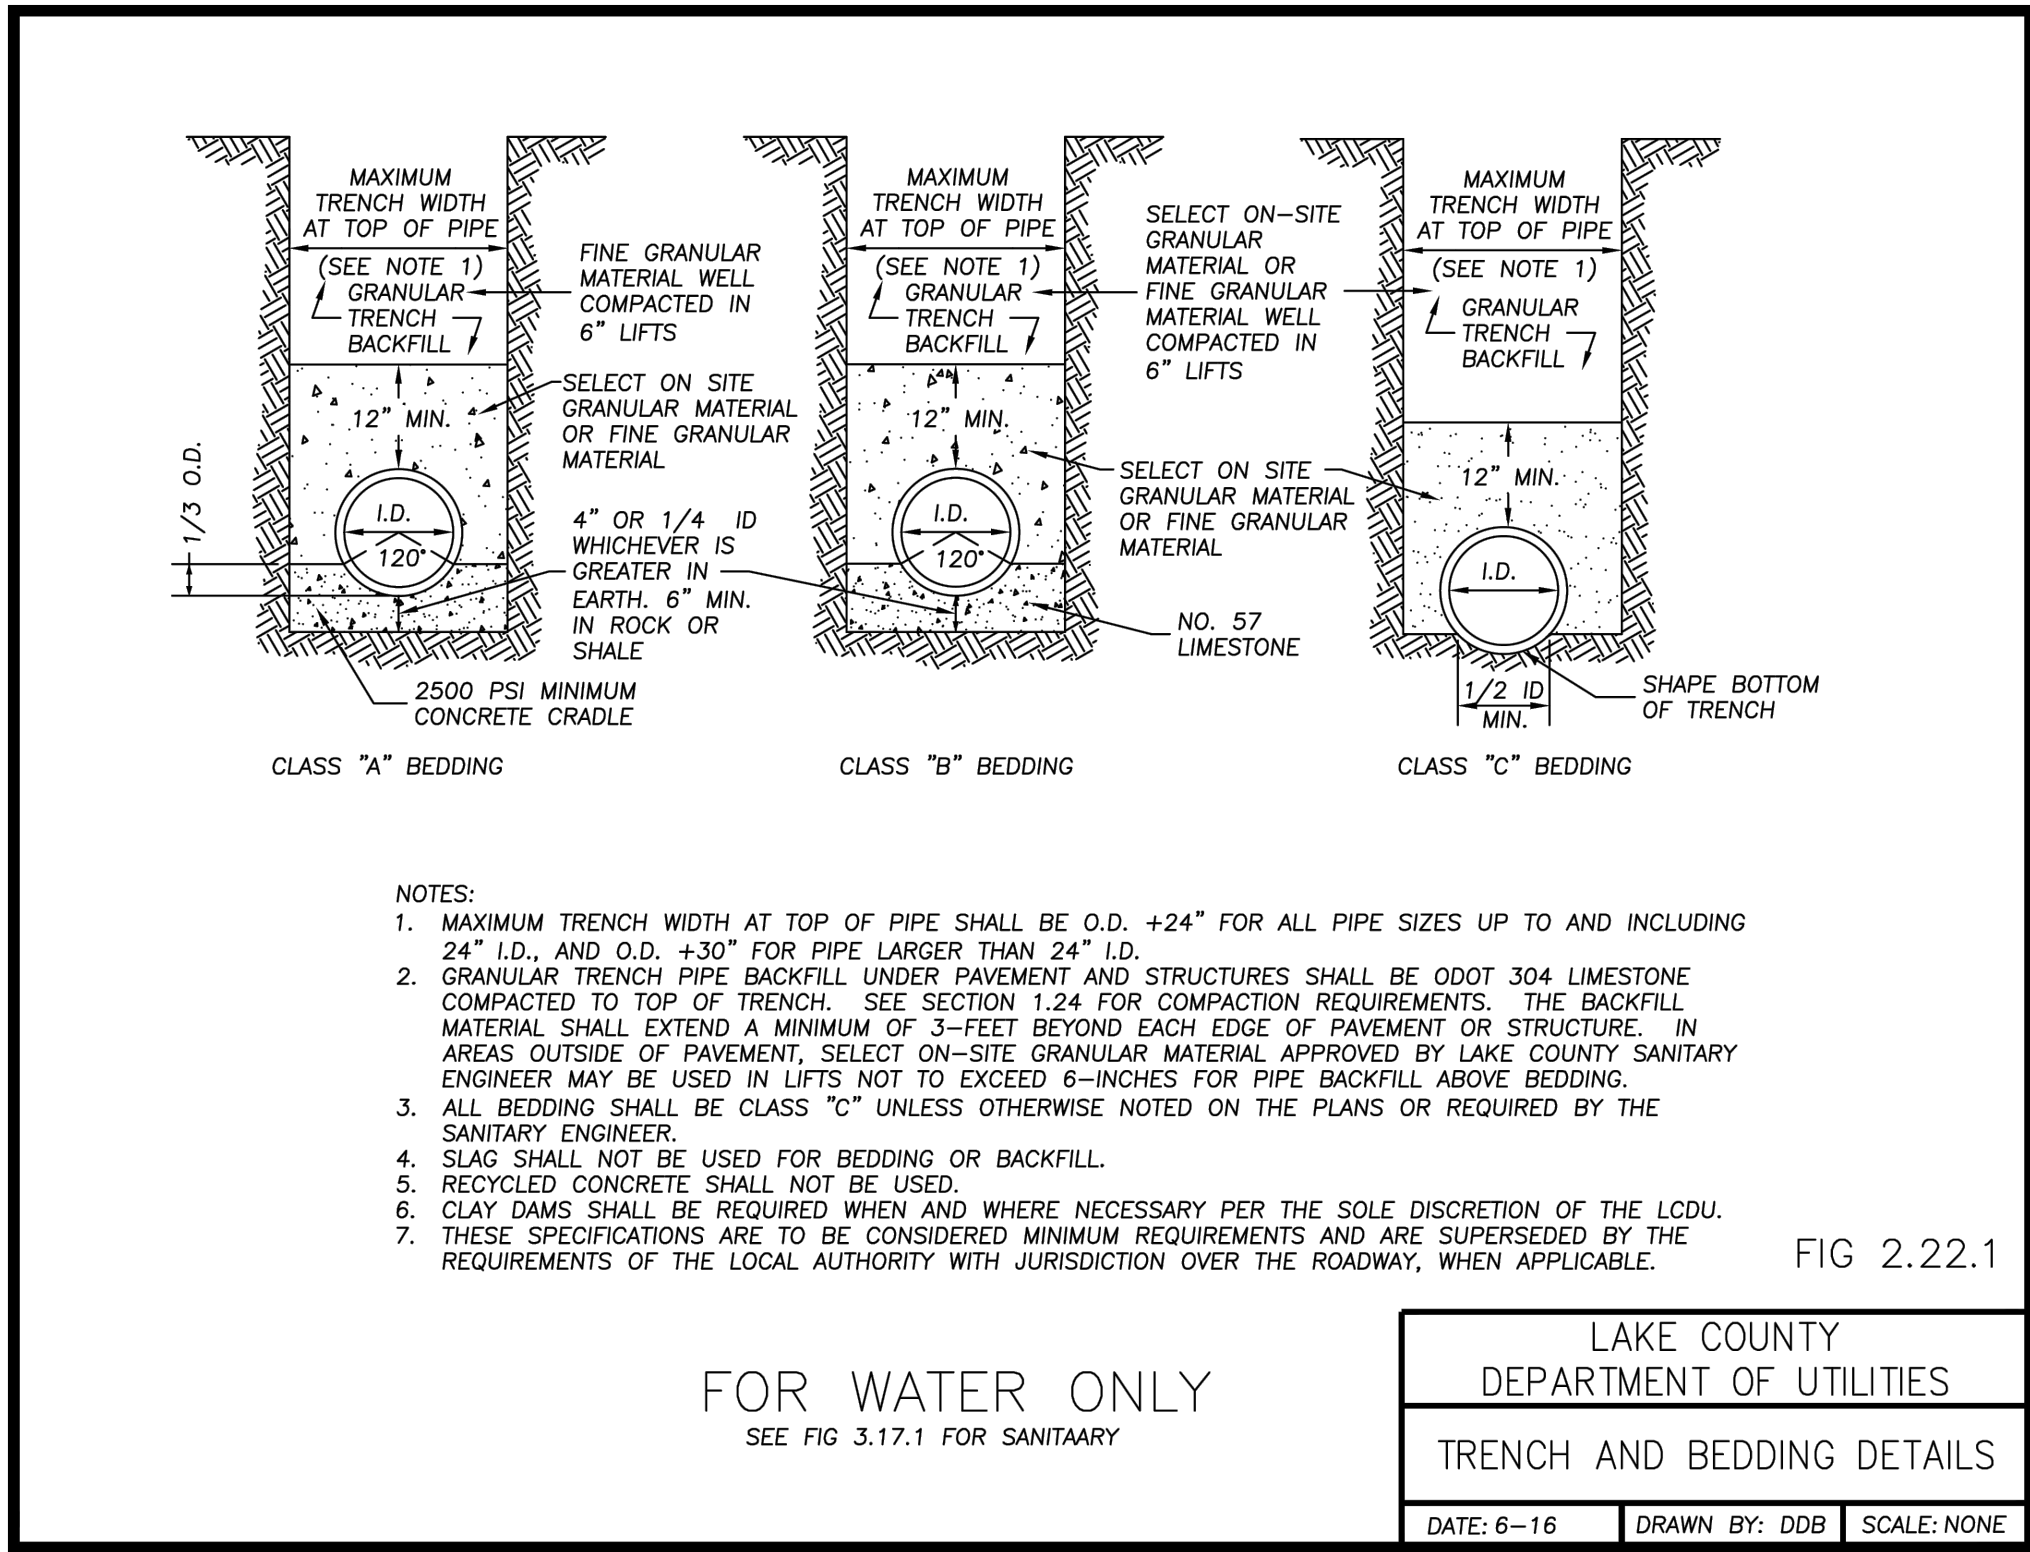 MAXIMUM
TRENCH WIDTH
AT TOP OF PIPE
(SEE NOTE 1)
GRANULAR
TRENCH
BACKFILL
12" MIN.
I.D.
120°
1/3 O.D.
FINE GRANULAR
MATERIAL WELL
COMPACTED IN
6" LIFTS
SELECT ON SITE
GRANULAR MATERIAL
OR FINE GRANULAR
MATERIAL
4" OR 1/4 ID
WHICHEVER IS
GREATER IN
EARTH. 6" MIN.
IN ROCK OR
SHALE
2500 PSI MINIMUM
CONCRETE CRADLE
CLASS "A" BEDDING
MAXIMUM
TRENCH WIDTH
AT TOP OF PIPE
(SEE NOTE 1)
GRANULAR
TRENCH
BACKFILL
12" MIN.
I.D.
120°
SELECT ON-SITE
GRANULAR
MATERIAL OR
FINE GRANULAR
MATERIAL WELL
COMPACTED IN
6" LIFTS
SELECT ON SITE
GRANULAR MATERIAL
OR FINE GRANULAR
MATERIAL
NO. 57
LIMESTONE
CLASS "B" BEDDING
MAXIMUM
TRENCH WIDTH
AT TOP OF PIPE
(SEE NOTE 1)
GRANULAR
TRENCH
BACKFILL
12" MIN.
I.D.
1/2 ID
MIN.
SHAPE BOTTOM
OF TRENCH
CLASS "C" BEDDING
NOTES:
1. MAXIMUM TRENCH WIDTH AT TOP OF PIPE SHALL BE O.D. +24" FOR ALL PIPE SIZES UP TO AND INCLUDING
24" I.D., AND O.D. +30" FOR PIPE LARGER THAN 24" I.D.
2. GRANULAR TRENCH PIPE BACKFILL UNDER PAVEMENT AND STRUCTURES SHALL BE ODOT 304 LIMESTONE
COMPACTED TO TOP OF TRENCH. SEE SECTION 1.24 FOR COMPACTION REQUIREMENTS. THE BACKFILL
MATERIAL SHALL EXTEND A MINIMUM OF 3-FEET BEYOND EACH EDGE OF PAVEMENT OR STRUCTURE. IN
AREAS OUTSIDE OF PAVEMENT, SELECT ON-SITE GRANULAR MATERIAL APPROVED BY LAKE COUNTY SANITARY
ENGINEER MAY BE USED IN LIFTS NOT TO EXCEED 6-INCHES FOR PIPE BACKFILL ABOVE BEDDING.
3. ALL BEDDING SHALL BE CLASS "C" UNLESS OTHERWISE NOTED ON THE PLANS OR REQUIRED BY THE
SANITARY ENGINEER.
4. SLAG SHALL NOT BE USED FOR BEDDING OR BACKFILL.
5. RECYCLED CONCRETE SHALL NOT BE USED.
6. CLAY DAMS SHALL BE REQUIRED WHEN AND WHERE NECESSARY PER THE SOLE DISCRETION OF THE LCDU.
7. THESE SPECIFICATIONS ARE TO BE CONSIDERED MINIMUM REQUIREMENTS AND ARE SUPERSEDED BY THE
REQUIREMENTS OF THE LOCAL AUTHORITY WITH JURISDICTION OVER THE ROADWAY, WHEN APPLICABLE.
FIG 2.22.1
FOR WATER ONLY
SEE FIG 3.17.1 FOR SANITAARY
LAKE COUNTY
DEPARTMENT OF UTILITIES
TRENCH AND BEDDING DETAILS
DATE: 6-16
DRAWN BY: DDB
SCALE: NONE